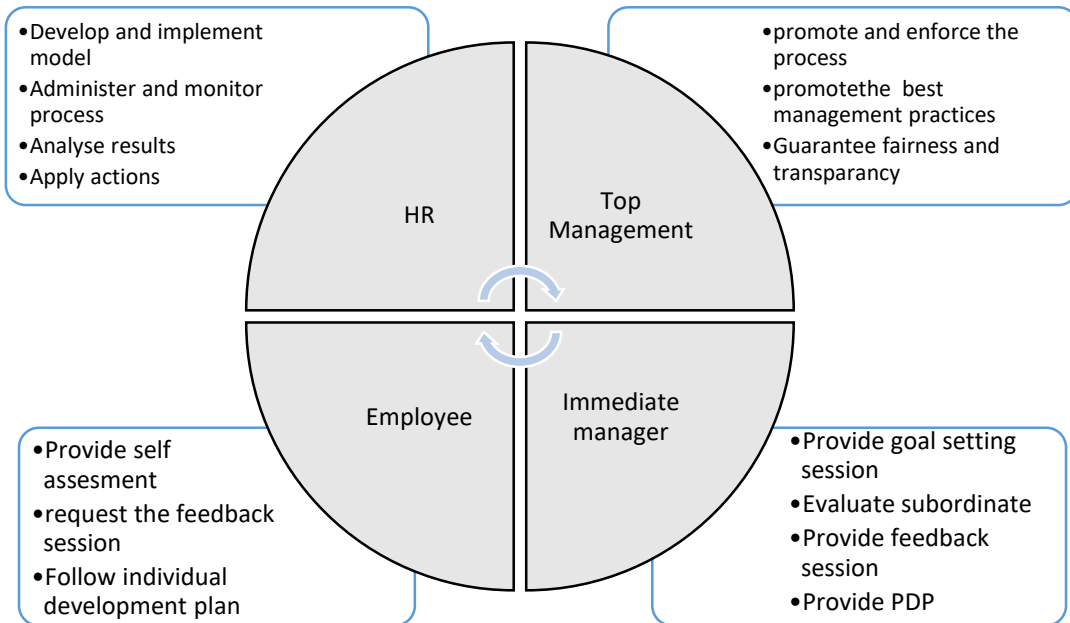 •Develop and implement
model
•Administer and monitor
process
•Analyse results
•Apply actions
•promote and enforce the
process
•promotethe best
management practices
•Guarantee fairness and
transparancy
HR
Top
Management
Employee
Immediate
manager
•Provide self
assesment
•request the feedback
session
•Follow individual
development plan
•Provide goal setting
session
•Evaluate subordinate
•Provide feedback
session
•Provide PDP